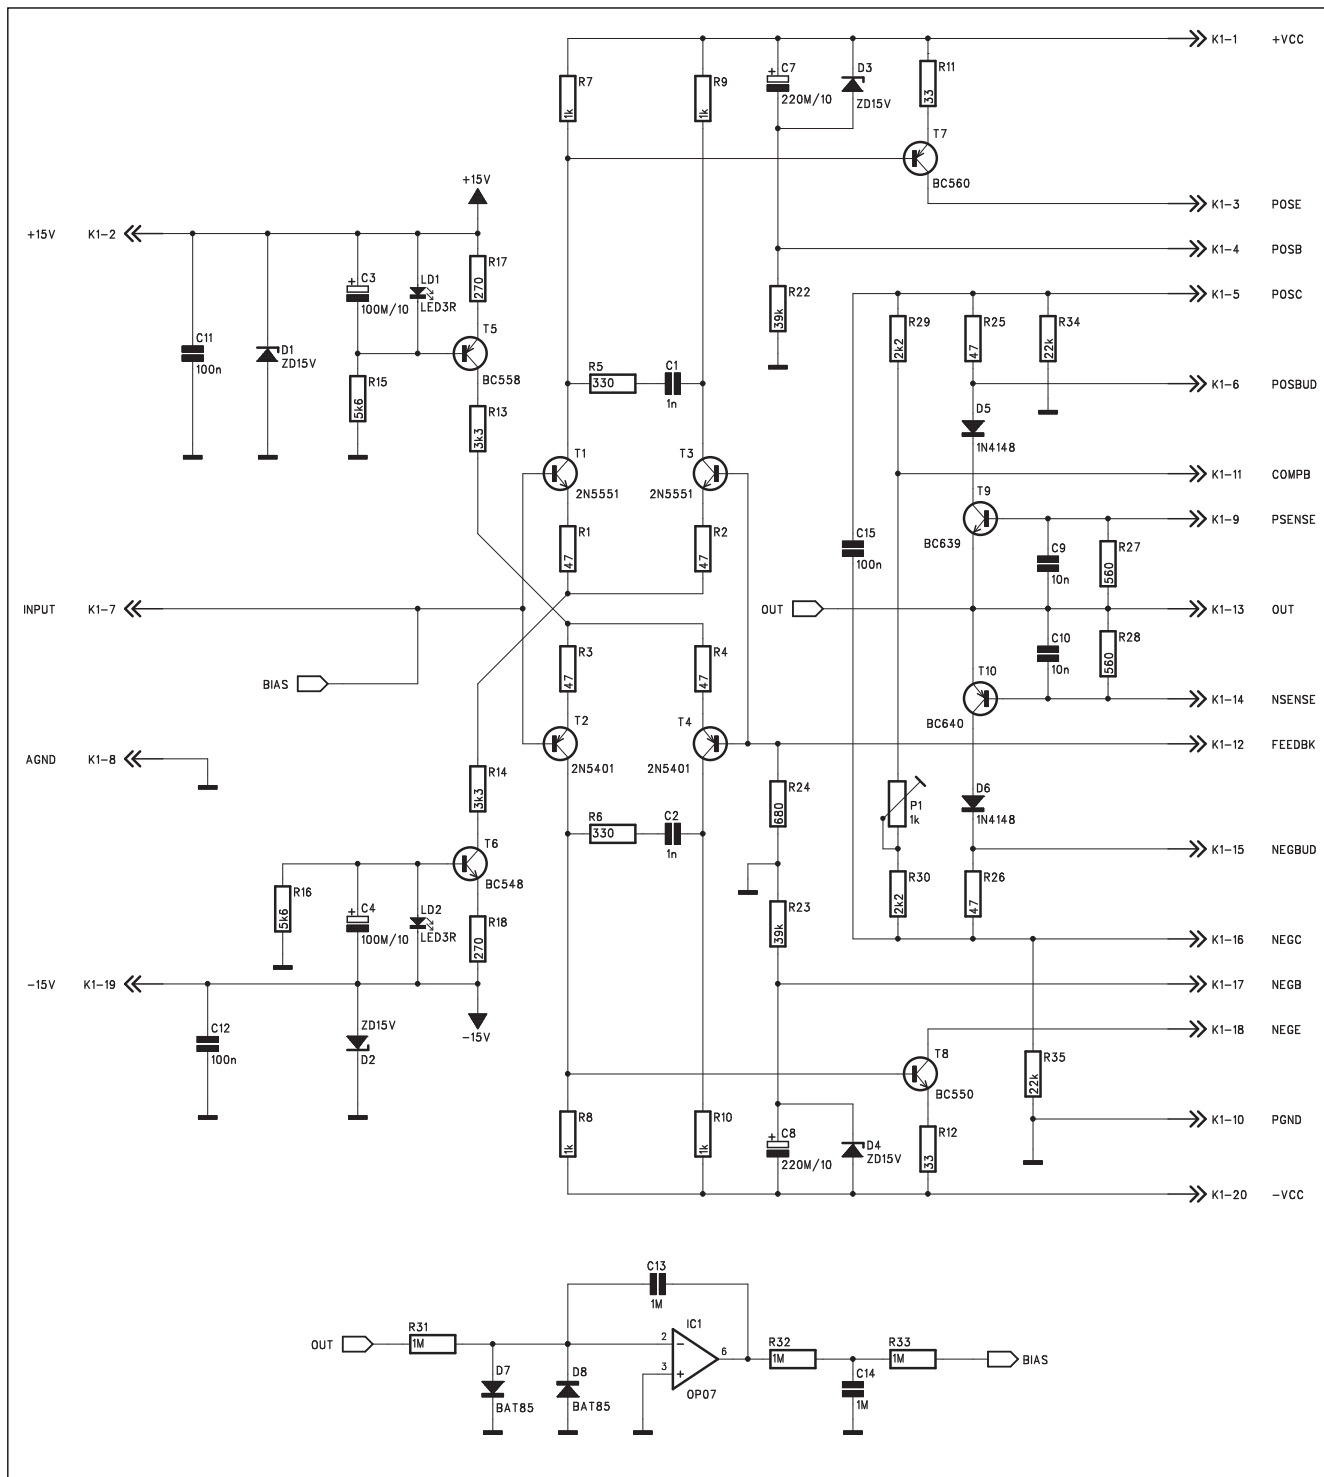 K1-1 +VCC
R7 1k
R9 1k
C7 220M/10
D3 ZD15V
R11 33
T7
BC560
K1-3 POSE
+15V
+15V K1-2
K1-4 POSB
R17 270
C3 100M/10
LD1 LED3R
R22 39k
K1-5 POSC
R29 2k2
R25 47
R34 22k
C11 100n
D1 ZD15V
T5
BC558
R15 5k6
R13 3k3
R5 330
C1 1n
K1-6 POSBUD
D5 1N4148
T1
2N5551
T3
2N5551
K1-11 COMPB
T9
BC639
K1-9 PSENSE
R1 47
R2 47
C15 100n
C9 10n
R27 560
INPUT K1-7
OUT
K1-13 OUT
R3 47
R4 47
C10 10n
R28 560
BIAS
T10
BC640
K1-14 NSENSE
T2
2N5401
T4
2N5401
K1-12 FEEDBK
AGND K1-8
R14 3k3
R24 680
P1 1k
D6 1N4148
R6 330
C2 1n
T6
BC548
K1-15 NEGBUD
R16 5k6
C4 100M/10
LD2 LED3R
R18 270
R23 39k
R30 2k2
R26 47
K1-16 NEGC
-15V K1-19
K1-17 NEGB
C12 100n
ZD15V
D2
-15V
K1-18 NEGE
T8
BC550
R35 22k
R8 1k
R10 1k
C8 220M/10
D4 ZD15V
R12 33
K1-10 PGND
K1-20 -VCC
C13
1M
OUT
R31 1M
IC1
2
3
6
OP07
R32 1M
R33 1M
BIAS
D7 BAT85
D8 BAT85
C14 1M